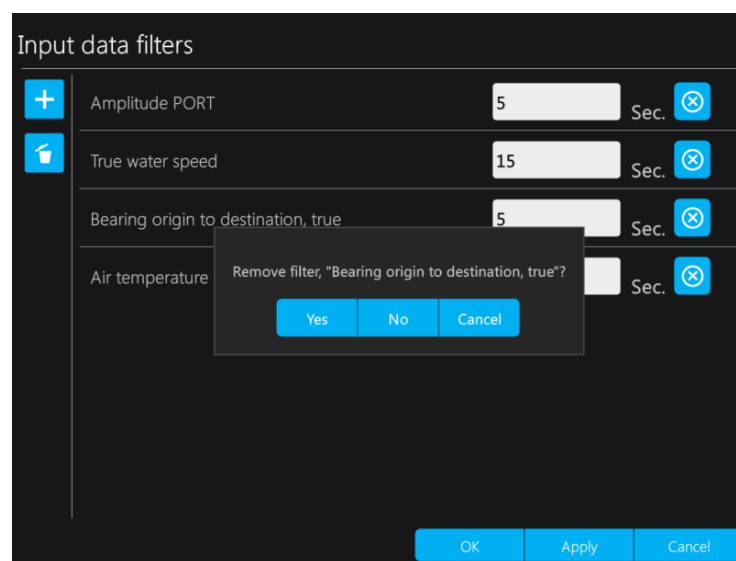 Input data filters
Amplitude PORT 5 Sec.
True water speed 15 Sec.
Bearing origin to destination, true 5 Sec.
Air temperature Sec.
Remove filter, "Bearing origin to destination, true"?
Yes No Cancel
OK Apply Cancel